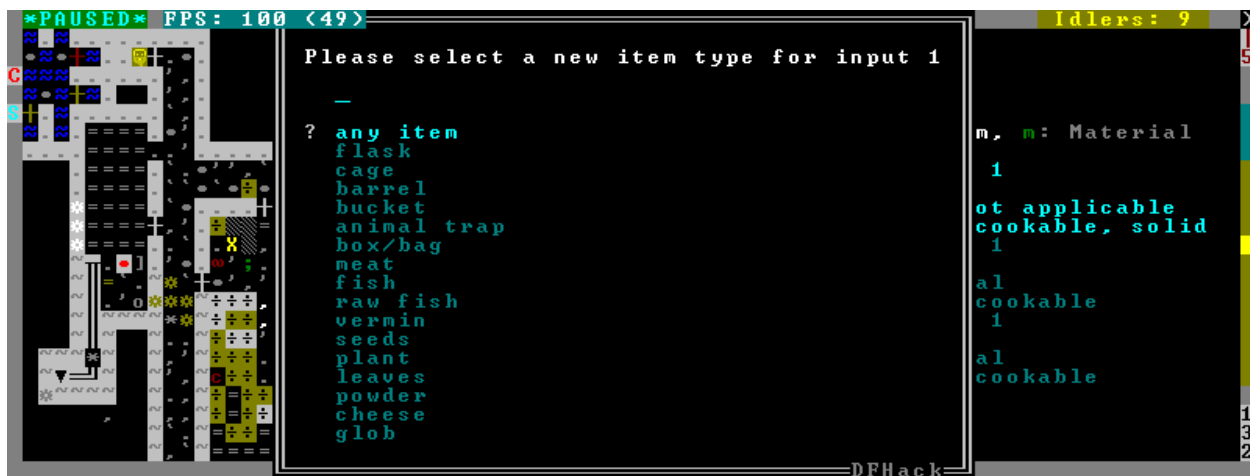 *PAUSED* FPS: 100 (49) Idlers: 9
Please select a new item type for input 1
? any item
m, m: Material
flask
cage
1
barrel
bucket
ot applicable
animal trap
cookable, solid
box/bag
1
meat
fish
al
raw fish
cookable
vermin
1
seeds
plant
al
leaves
cookable
powder
cheese
glob
DFHack